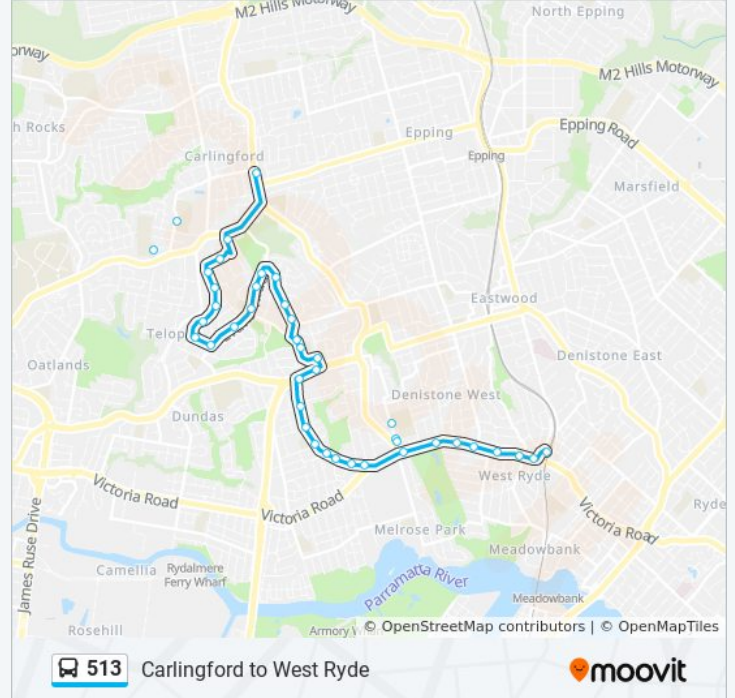 M2 Hills Motorway
North Epping
orway
M2 Hills Motorway
h Rocks
Epping
Epping Road
Carlingford
Epping
Marsfield
Eastwood
Telop
Denistone East
Oatlands
Denistone West
Dundas
West Ryde
Victoria Road
Victoria Road
Victoria Road
Ryde
James Ruse Drive
Melrose Park
Meadowbank
Camellia
Rydalmere
Ferry Wharf
Parramatta River
Meadowbank
Rosehill
Armory
© OpenStreetMap contributors | © OpenMapTiles
513 Carlingford to West Ryde
moovit